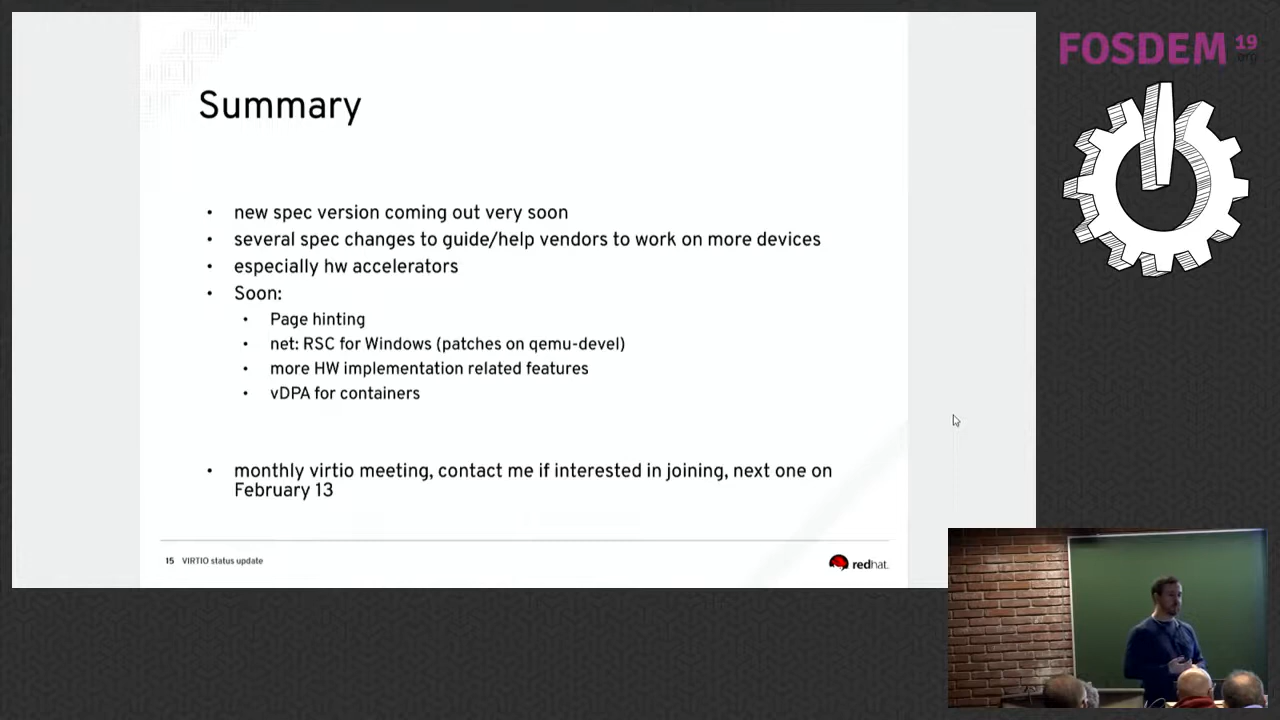 FOSDEM 19
.org
Summary
• new spec version coming out very soon
• several spec changes to guide/help vendors to work on more devices
• especially hw accelerators
• Soon:
• Page hinting
• net: RSC for Windows (patches on qemu-devel)
• more HW implementation related features
• vDPA for containers
• monthly virtio meeting, contact me if interested in joining, next one on
February 13
15 VIRTIO status update
redhat.